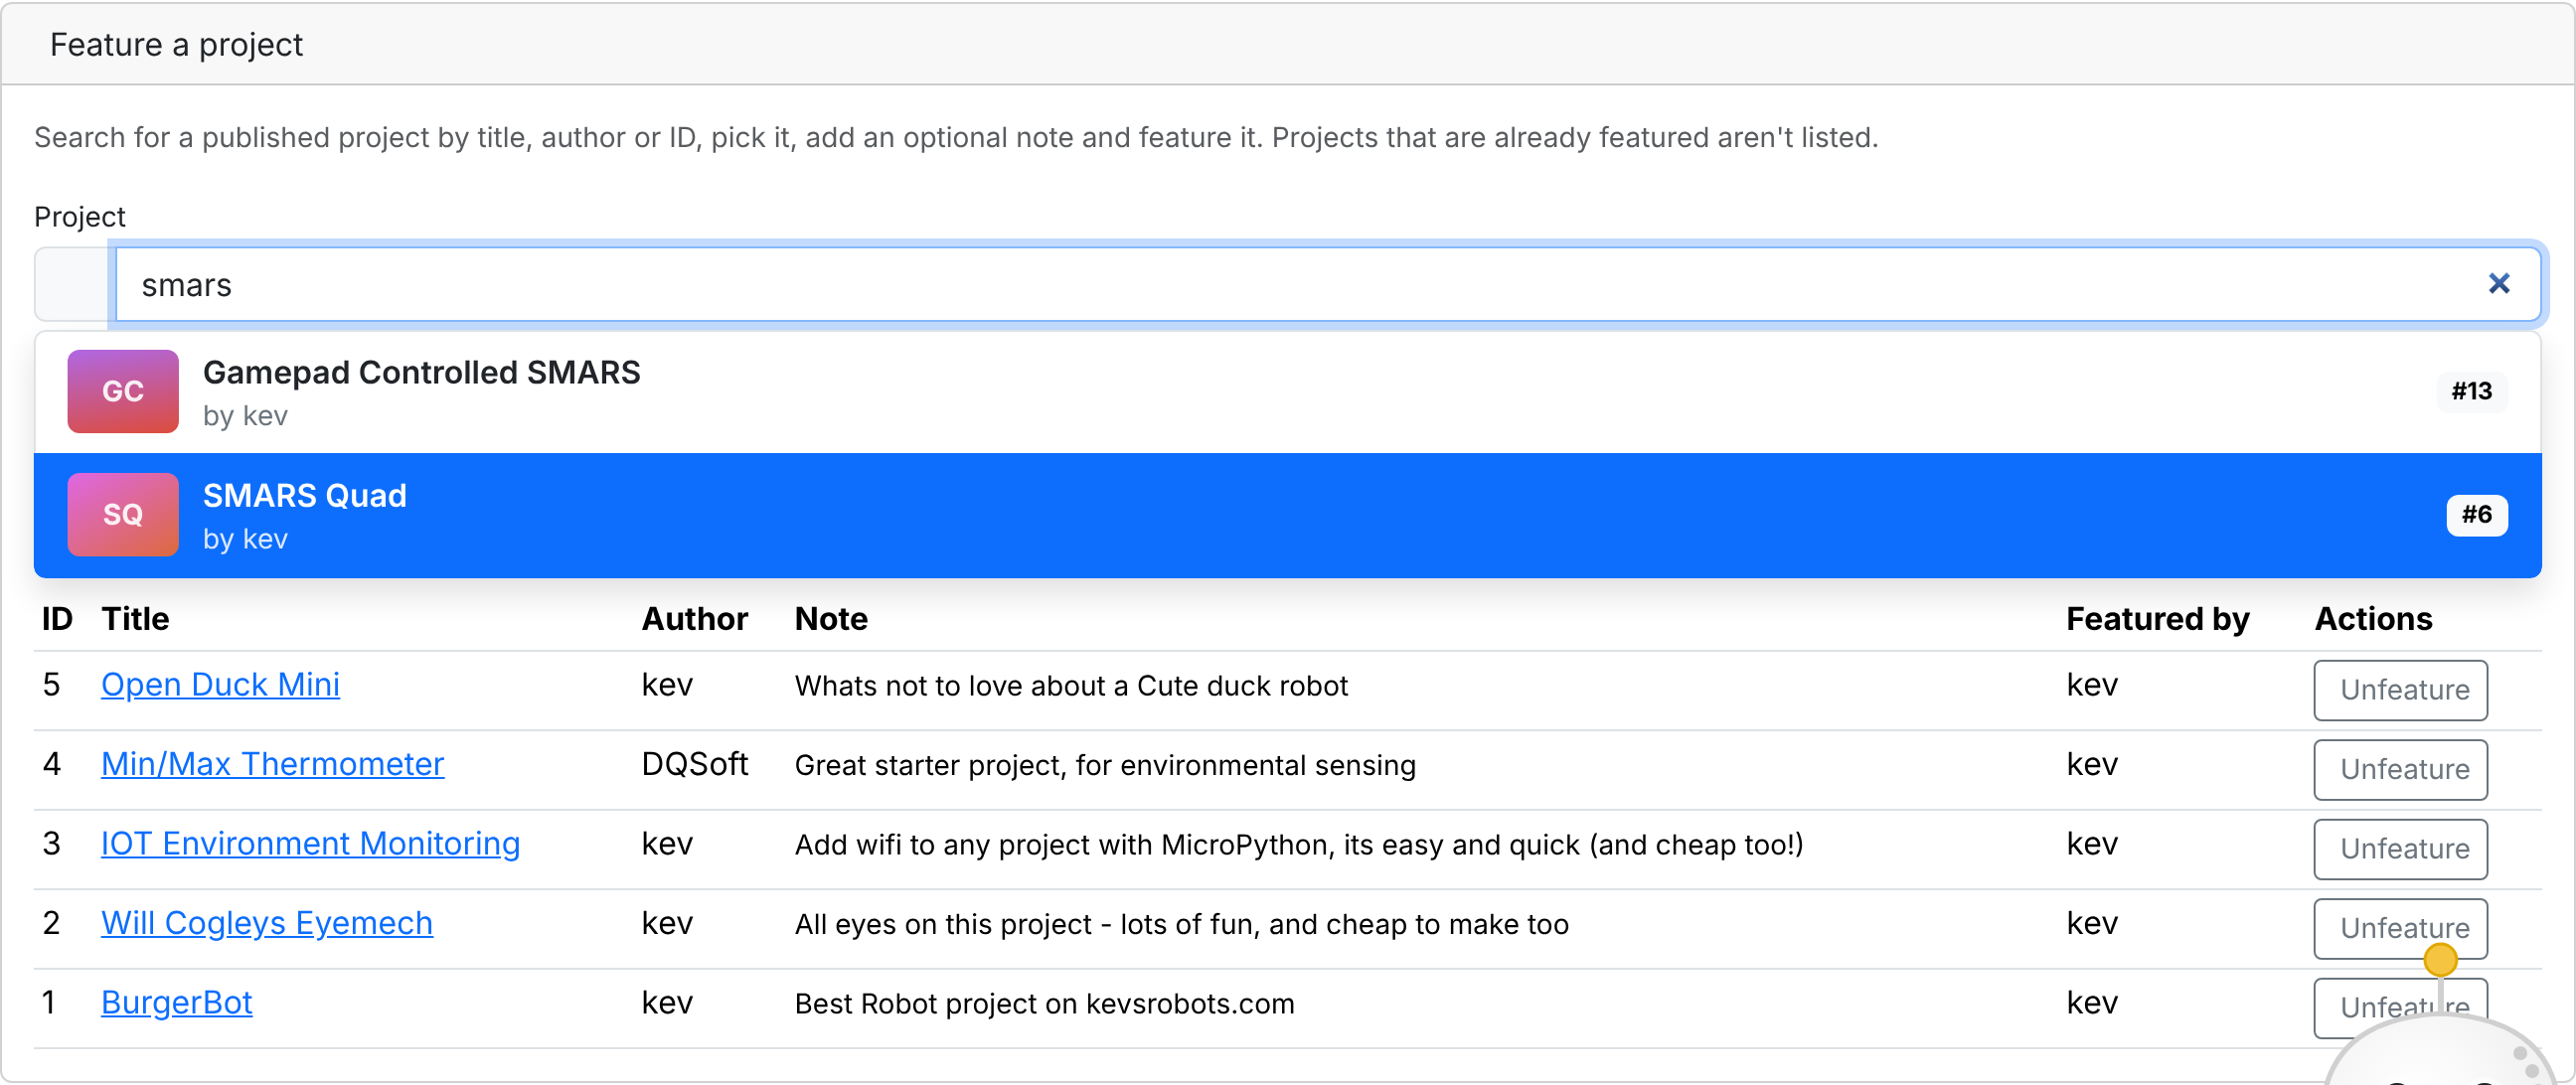 Feature a project
Search for a published project by title, author or ID, pick it, add an optional note and feature it. Projects that are already featured aren't listed.
Project
smars
GC Gamepad Controlled SMARS #13
by kev
SQ SMARS Quad #6
by kev
ID Title Author Note Featured by Actions
5 Open Duck Mini kev Whats not to love about a Cute duck robot kev Unfeature
4 Min/Max Thermometer DQSoft Great starter project, for environmental sensing kev Unfeature
3 IOT Environment Monitoring kev Add wifi to any project with MicroPython, its easy and quick (and cheap too!) kev Unfeature
2 Will Cogleys Eyemech kev All eyes on this project - lots of fun, and cheap to make too kev Unfeature
1 BurgerBot kev Best Robot project on kevsrobots.com kev Unfeature